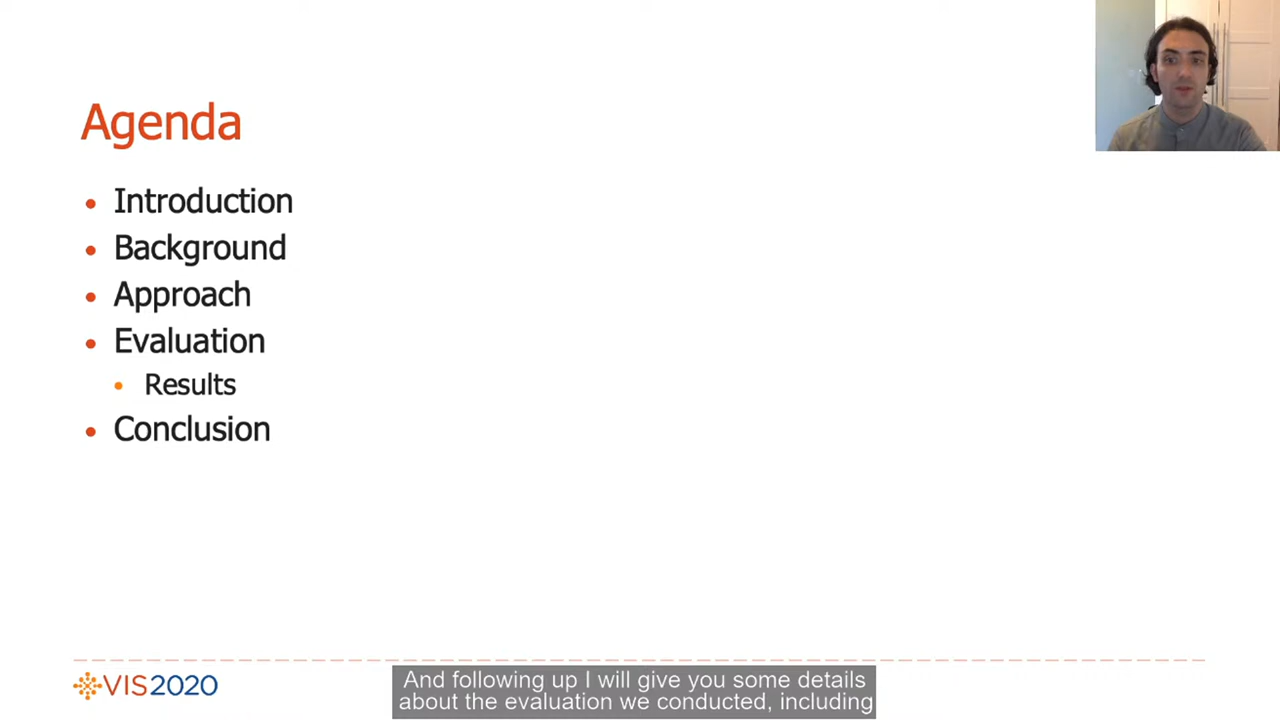 Agenda
• Introduction
• Background
• Approach
• Evaluation
• Results
• Conclusion
VIS2020
And following up I will give you some details
about the evaluation we conducted, including